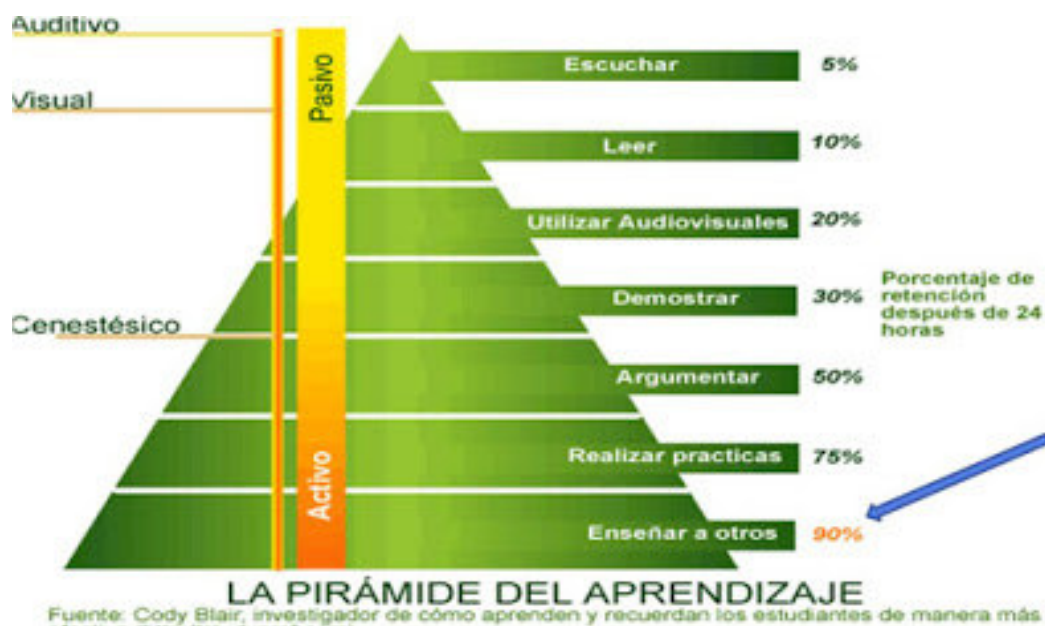 Auditivo
Visual
Cenestésico
Pasivo
Activo
Escuchar 5%
Leer 10%
Utilizar Audiovisuales 20%
Demostrar 30%
Argumentar 50%
Realizar practicas 75%
Enseñar a otros 90%
Porcentaje de
retención
después de 24
horas
LA PIRÁMIDE DEL APRENDIZAJE
Fuente: Cody Blair, investigador de cómo aprenden y recuerdan los estudiantes de manera más